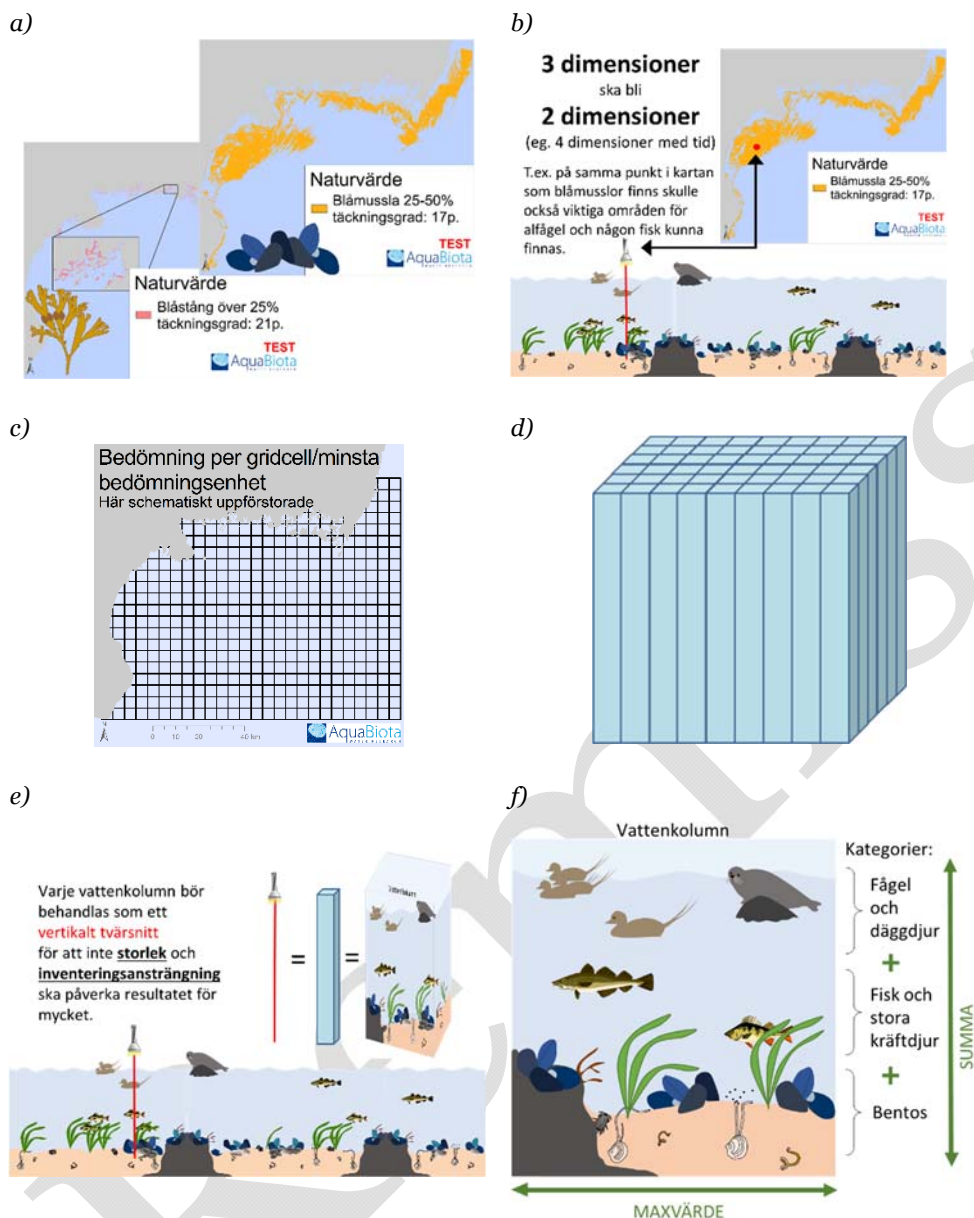 a)
Naturvärde
Blåmussla 25-50%
täckningsgrad: 17p.
TEST
AquaBiota
Naturvärde
Blåstång över 25%
täckningsgrad: 21p.
TEST
AquaBiota
b)
3 dimensioner
ska bli
2 dimensioner
(eg. 4 dimensioner med tid)
T.ex. på samma punkt i kartan
som blåmusslor finns skulle
också viktiga områden för
alfågel och någon fisk kunna
finnas.
Naturvärde
Blåmussla 25-50%
täckningsgrad: 17p.
TEST
AquaBiota
c)
Bedömning per gridcell/minsta
bedömningsenhet
Här schematiskt uppförstorade
N
0 10 20 40 km
AquaBiota
d)
e)
Varje vattenkolumn bör
behandlas som ett
vertikalt tvärsnitt
för att inte storlek och
inventeringsansträngning
ska påverka resultatet för
mycket.
= =
Vattenkolumn
f)
Vattenkolumn
Kategorier:
Fågel
och
däggdjur
+
Fisk och
stora
kräftdjur
+
Bentos
SUMMA
MAXVÄRDE